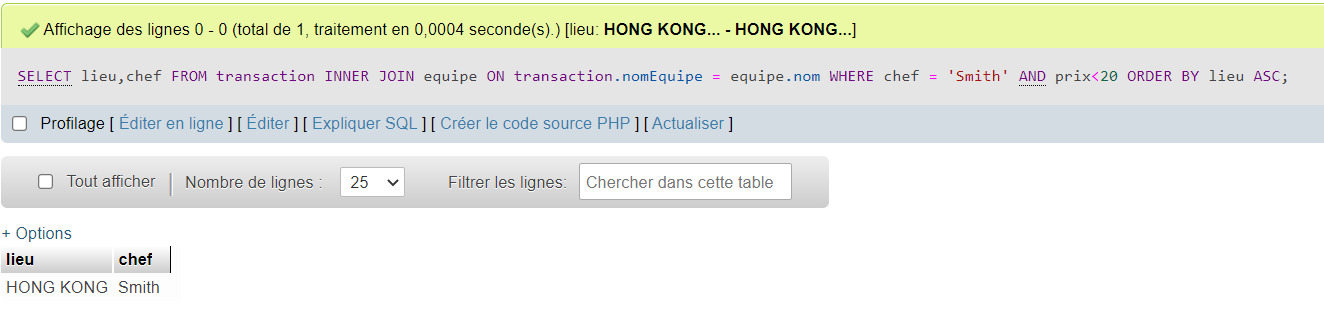 Affichage des lignes 0 - 0 (total de 1, traitement en 0,0004 seconde(s).) [lieu: HONG KONG... - HONG KONG...]
SELECT lieu,chef FROM transaction INNER JOIN equipe ON transaction.nomEquipe = equipe.nom WHERE chef = 'Smith' AND prix<20 ORDER BY lieu ASC;
Profilage [ Éditer en ligne ] [ Éditer ] [ Expliquer SQL ] [ Créer le code source PHP ] [ Actualiser ]
Tout afficher Nombre de lignes : 25 Filtrer les lignes: Chercher dans cette table
+ Options
lieu chef
HONG KONG Smith